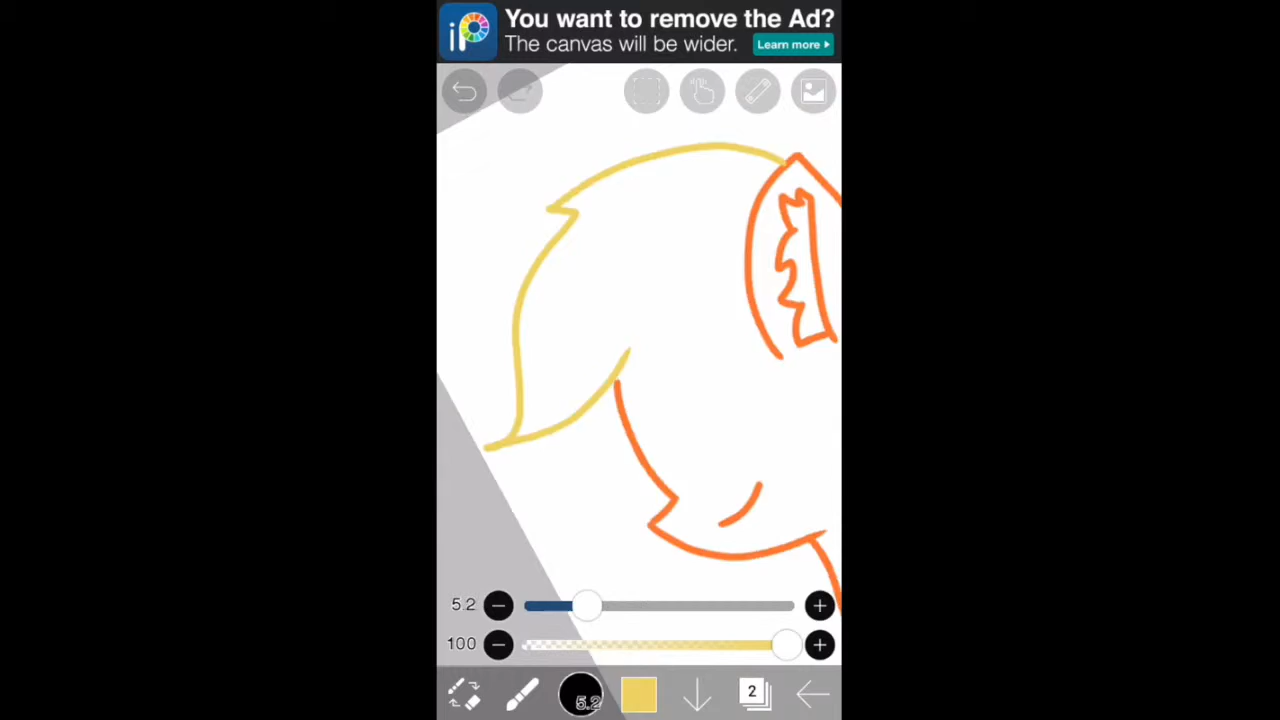 iP
You want to remove the Ad?
The canvas will be wider.
Learn more
5.2
100
5.2
2